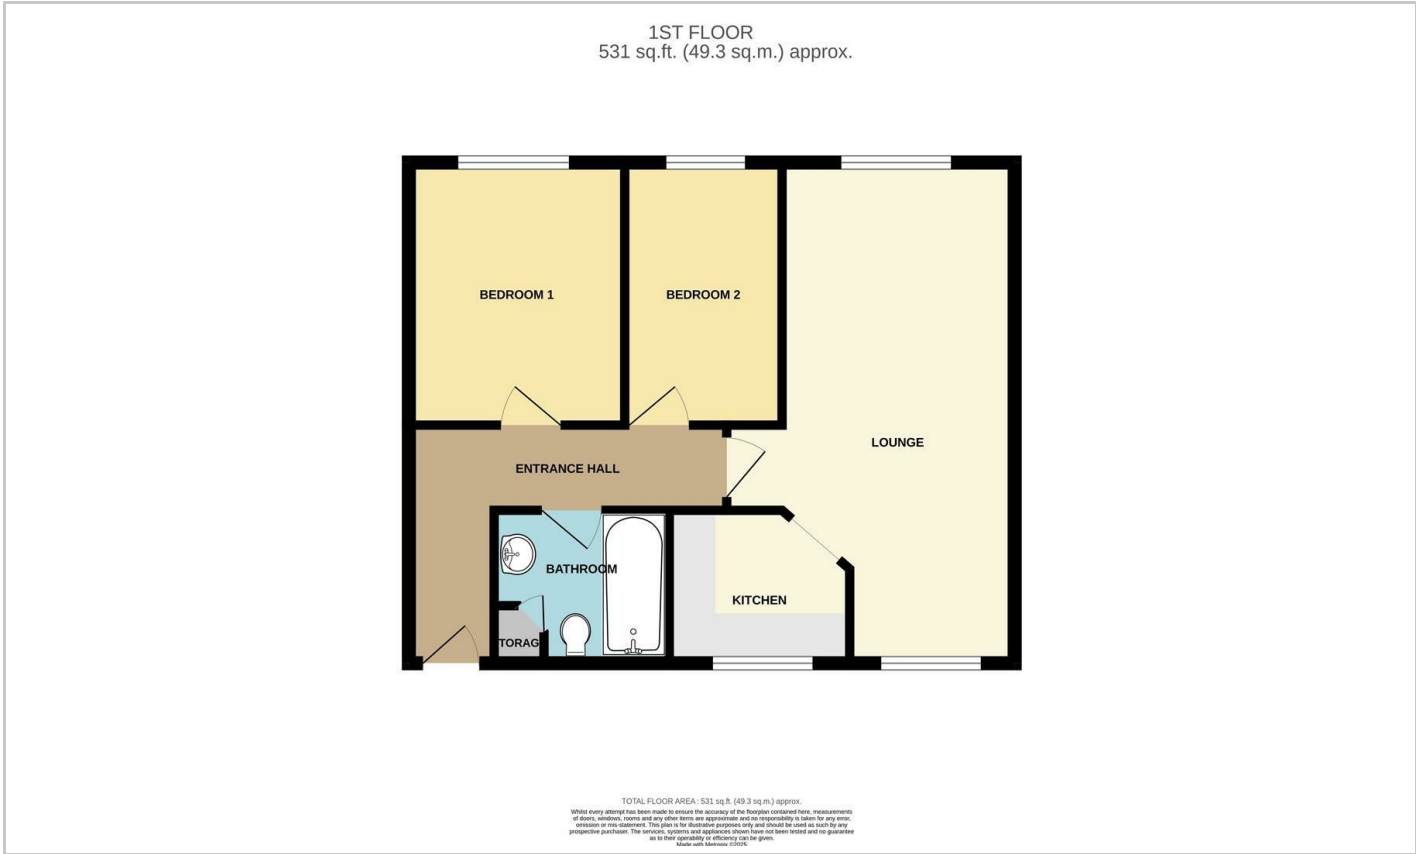 1ST FLOOR
531 sq.ft. (49.3 sq.m.) approx.
BEDROOM 1
BEDROOM 2
LOUNGE
ENTRANCE HALL
BATHROOM
KITCHEN
TORAG
TOTAL FLOOR AREA : 531 sq.ft. (49.3 sq.m.) approx.
Whilst every attempt has been made to ensure the accuracy of the floorplan contained here, measurements
of doors, windows, rooms and any other items are approximate and no responsibility is taken for any error,
omission or mis-statement. This plan is for illustrative purposes only and should be used as such by any
prospective purchaser. The services, systems and appliances shown have not been tested and no guarantee
as to their operability or efficiency can be given.
Made with Metropix ©2025